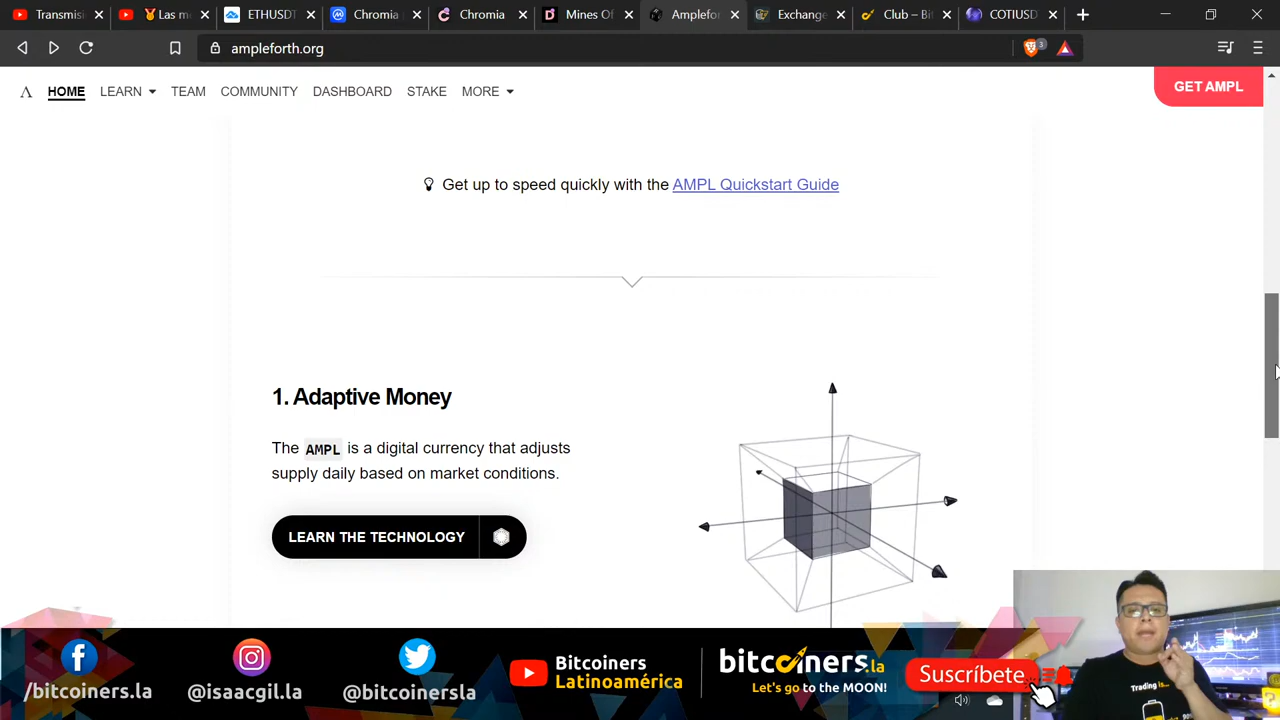 Transmisi
Las m
ETHUSDT
Chromia
Chromia
Mines Of
Amplefor
Exchange
Club – Bi
COTIUSD
ampleforth.org
3
HOME
LEARN
TEAM
COMMUNITY
DASHBOARD
STAKE
MORE
GET AMPL
Get up to speed quickly with the AMPL Quickstart Guide
1. Adaptive Money
The AMPL is a digital currency that adjusts
supply daily based on market conditions.
LEARN THE TECHNOLOGY
/bitcoiners.la
@isaacgil.la
@bitcoinersla
Bitcoiners
Latinoamérica
bitcoiners.la
Let's go to the MOON!
Suscríbete
Trading is...